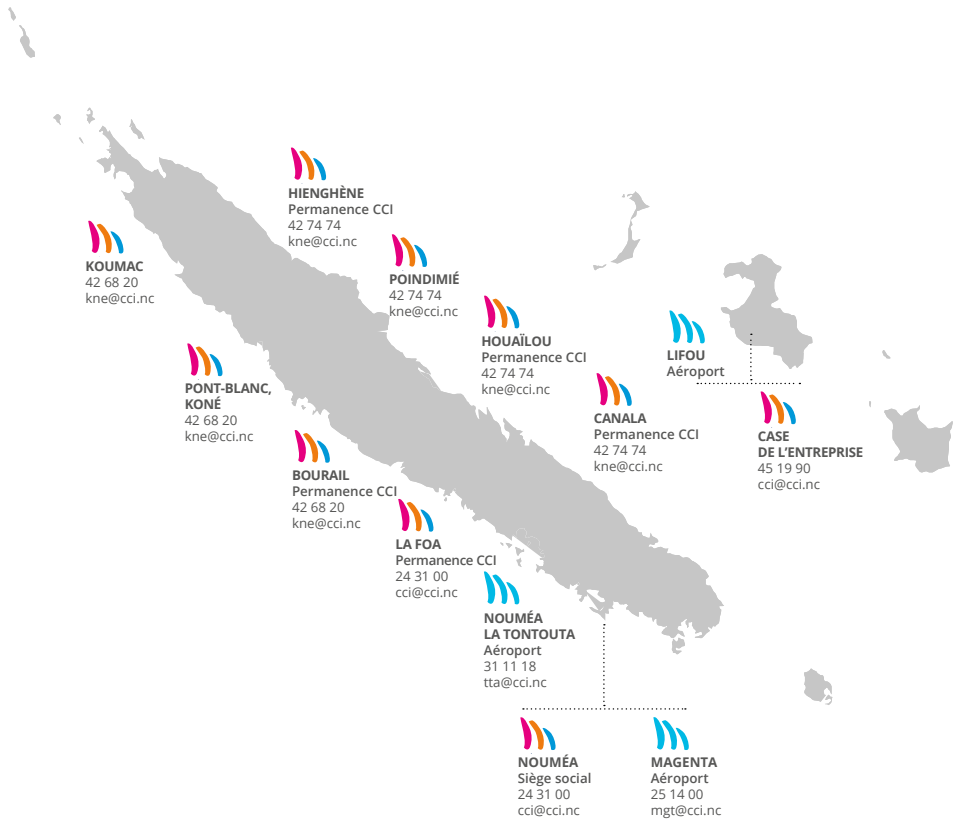 HIENGHÈNE
Permanence CCI
42 74 74
kne@cci.nc
KOUMAC
42 68 20
kne@cci.nc
POINDIMIÉ
42 74 74
kne@cci.nc
HOUAÏLOU
Permanence CCI
42 74 74
kne@cci.nc
LIFOU
Aéroport
PONT-BLANC,
KONÉ
42 68 20
kne@cci.nc
CANALA
Permanence CCI
42 74 74
kne@cci.nc
CASE
DE L’ENTREPRISE
45 19 90
cci@cci.nc
BOURAIL
Permanence CCI
42 68 20
kne@cci.nc
LA FOA
Permanence CCI
24 31 00
cci@cci.nc
NOUMÉA
LA TONTOUTA
Aéroport
31 11 18
tta@cci.nc
NOUMÉA
Siège social
24 31 00
cci@cci.nc
MAGENTA
Aéroport
25 14 00
mgt@cci.nc